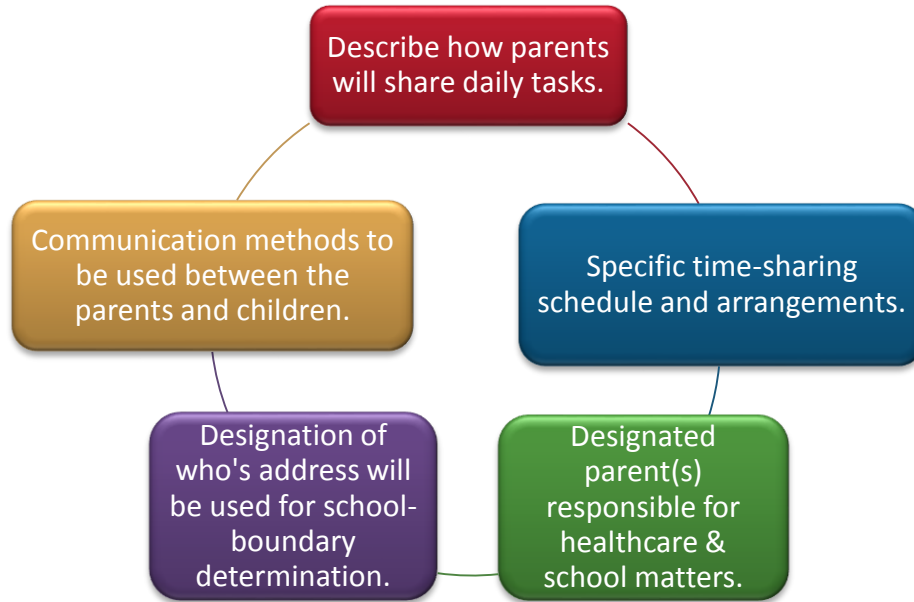 Describe how parents
will share daily tasks.
Specific time-sharing
schedule and arrangements.
Designated
parent(s)
responsible for
healthcare &
school matters.
Designation of
who's address will
be used for school-
boundary
determination.
Communication methods to
be used between the
parents and children.